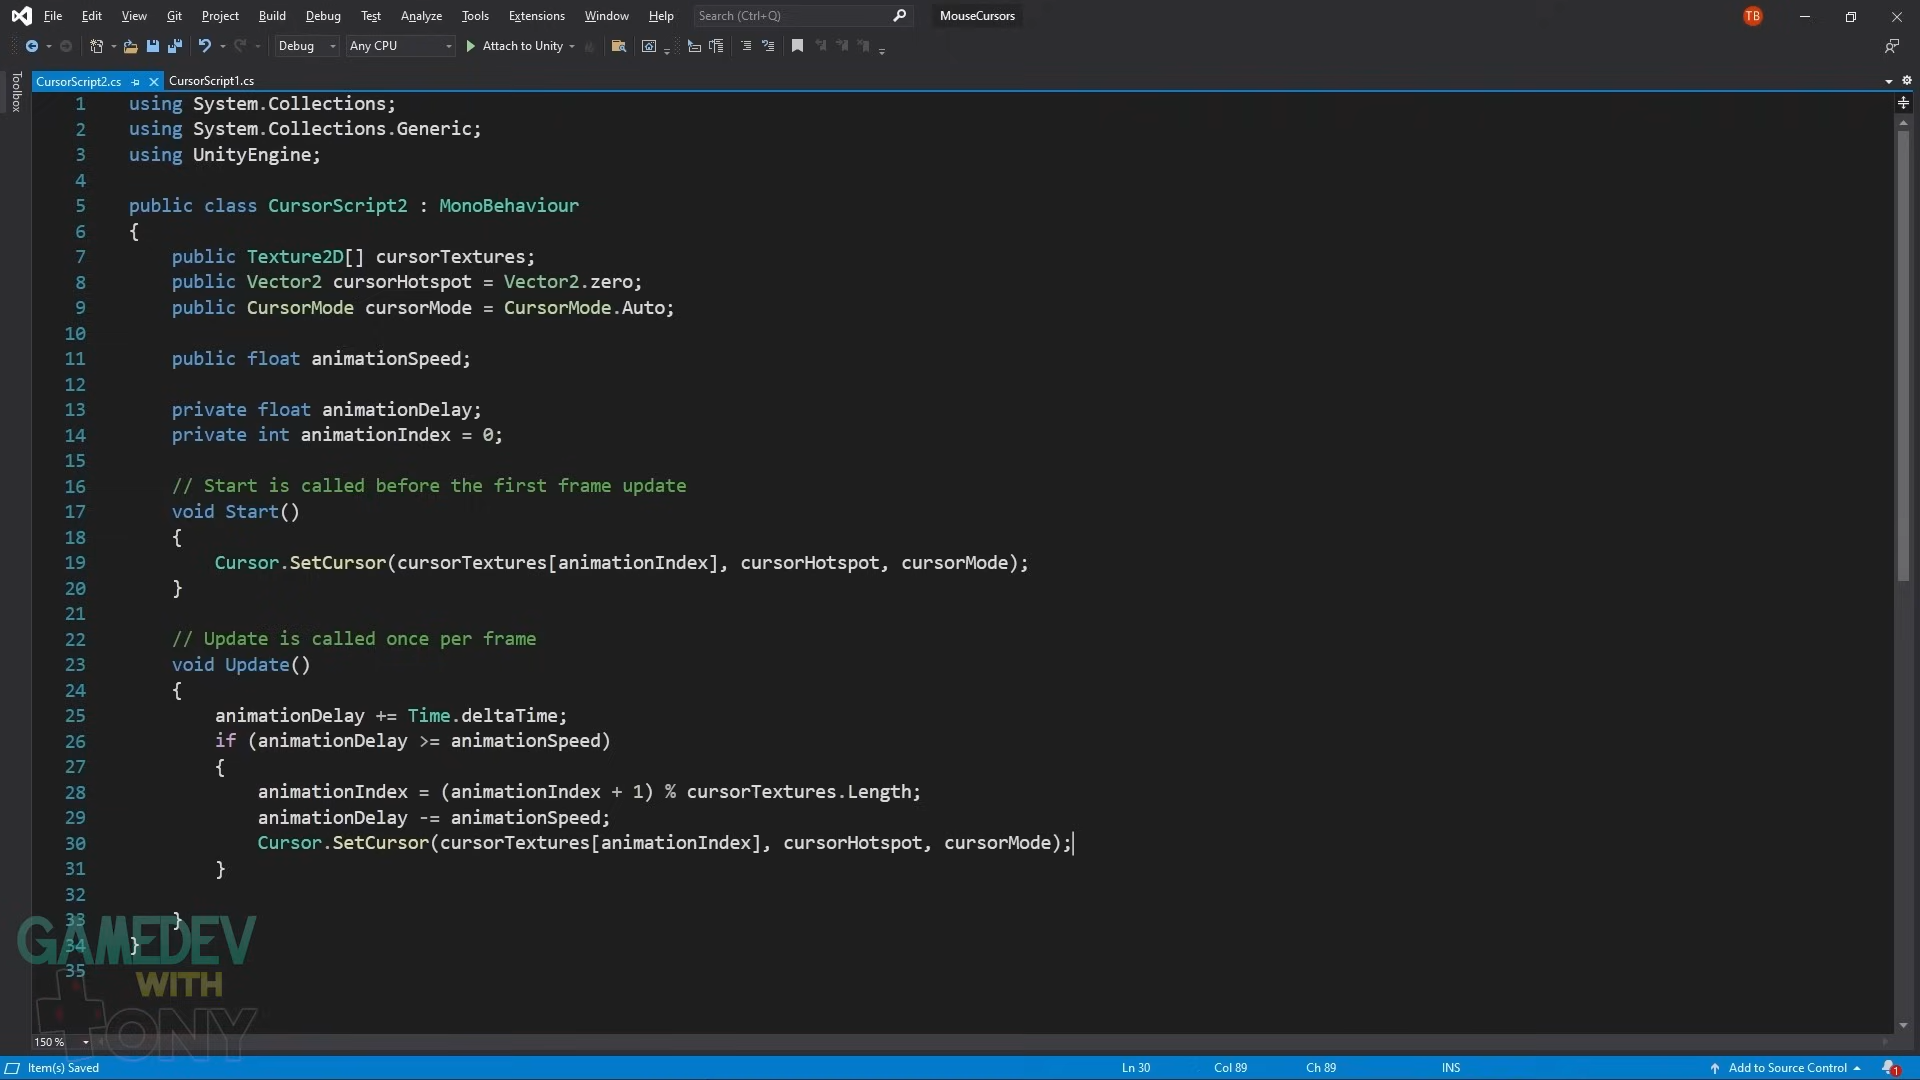 File Edit View Git Project Build Debug Test Analyze Tools Extensions Window Help Search (Ctrl+Q) MouseCursors TB
Debug Any CPU Attach to Unity
Toolbox
CursorScript2.cs CursorScript1.cs
1 using System.Collections;
2 using System.Collections.Generic;
3 using UnityEngine;
4
5 public class CursorScript2 : MonoBehaviour
6 {
7 public Texture2D[] cursorTextures;
8 public Vector2 cursorHotspot = Vector2.zero;
9 public CursorMode cursorMode = CursorMode.Auto;
10
11 public float animationSpeed;
12
13 private float animationDelay;
14 private int animationIndex = 0;
15
16 // Start is called before the first frame update
17 void Start()
18 {
19 Cursor.SetCursor(cursorTextures[animationIndex], cursorHotspot, cursorMode);
20 }
21
22 // Update is called once per frame
23 void Update()
24 {
25 animationDelay += Time.deltaTime;
26 if (animationDelay >= animationSpeed)
27 {
28 animationIndex = (animationIndex + 1) % cursorTextures.Length;
29 animationDelay -= animationSpeed;
30 Cursor.SetCursor(cursorTextures[animationIndex], cursorHotspot, cursorMode);
31 }
32
33 }
34 }
35
GAMEDEV
WITH
TONY
150 %
Item(s) Saved Ln 30 Col 89 Ch 89 INS Add to Source Control 1